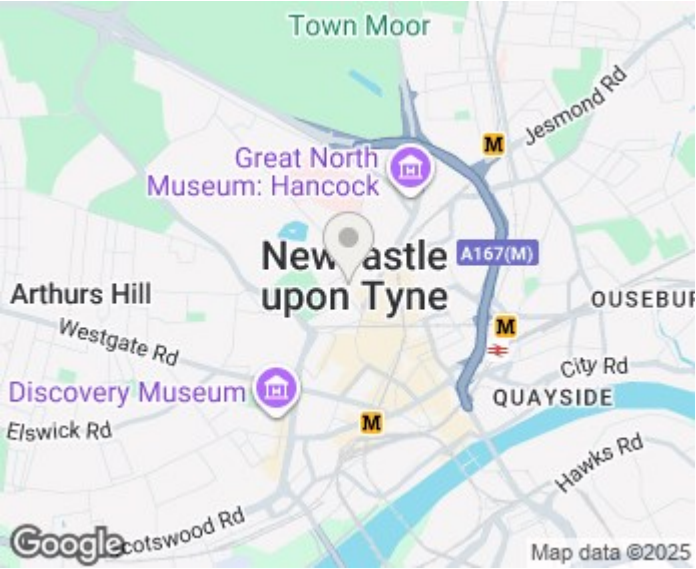 Town Moor
Jesmond Rd
M
Great North
Museum: Hancock
Newcastle
upon Tyne
A167(M)
Arthurs Hill
OUSEBUR
M
Westgate Rd
City Rd
Discovery Museum
QUAYSIDE
M
Elswick Rd
Hawks Rd
cotswood Rd
Google
Map data ©2025